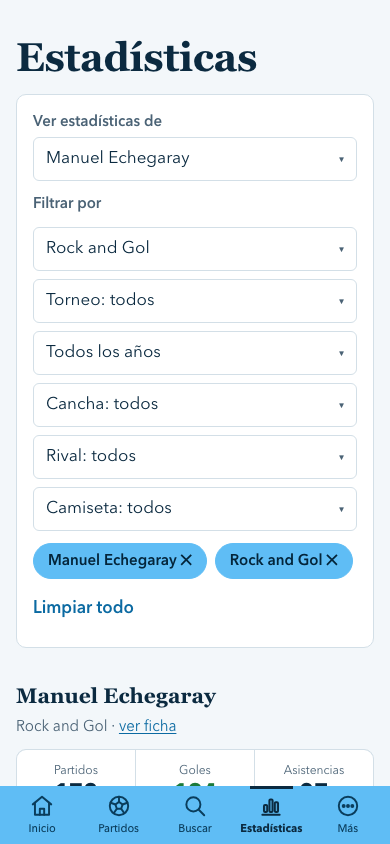 Estadísticas
Ver estadísticas de
Manuel Echegaray
Filtrar por
Rock and Gol
Torneo: todos
Todos los años
Cancha: todos
Rival: todos
Camiseta: todos
Manuel Echegaray ✕ Rock and Gol ✕
Limpiar todo
Manuel Echegaray
Rock and Gol · ver ficha
Partidos Goles Asistencias
Inicio Partidos Buscar Estadísticas Más